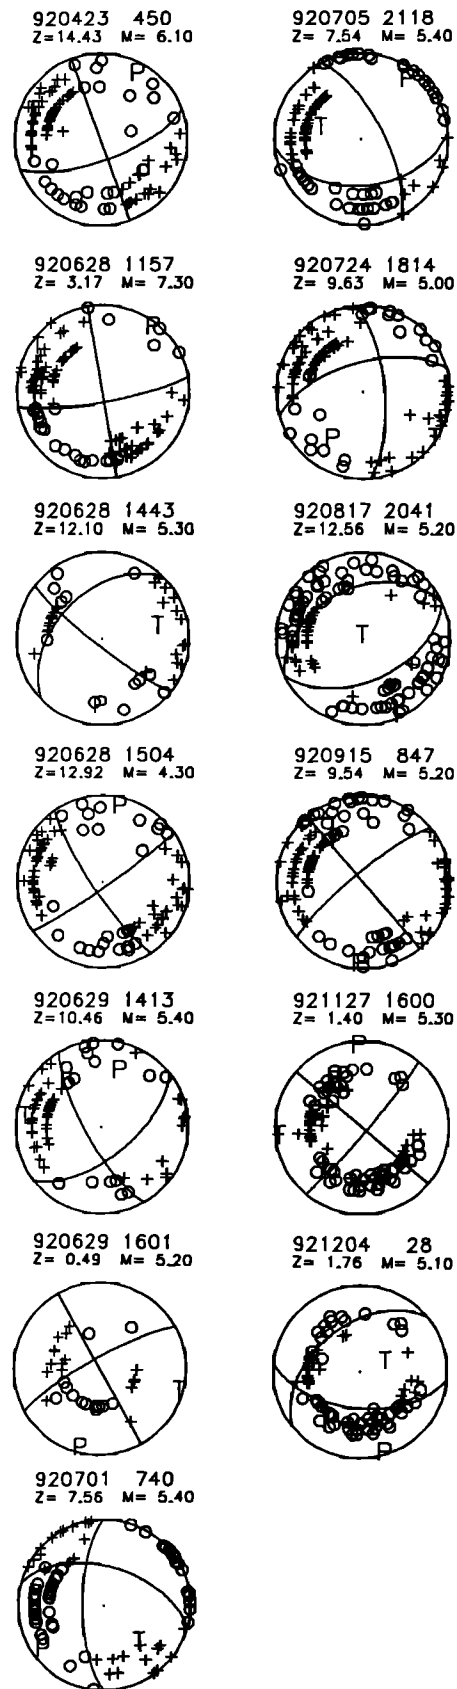 920423 450
Z= 14.43 M= 6.10
P
920705 2118
Z= 7.54 M= 5.40
P
T
920628 1157
Z= 3.17 M= 7.30
P
920724 1814
Z= 9.63 M= 5.00
P
920628 1443
Z=12.10 M= 5.30
T
920817 2041
Z=12.56 M= 5.20
T
P
920628 1504
Z=12.92 M= 4.30
P
920915 847
Z= 9.54 M= 5.20
P
920629 1413
Z=10.46 M= 5.40
P
921127 1600
Z= 1.40 M= 5.30
P
T
920629 1601
Z= 0.49 M= 5.20
T
P
921204 28
Z= 1.76 M= 5.10
T
P
920701 740
Z= 7.56 M= 5.40
T
P